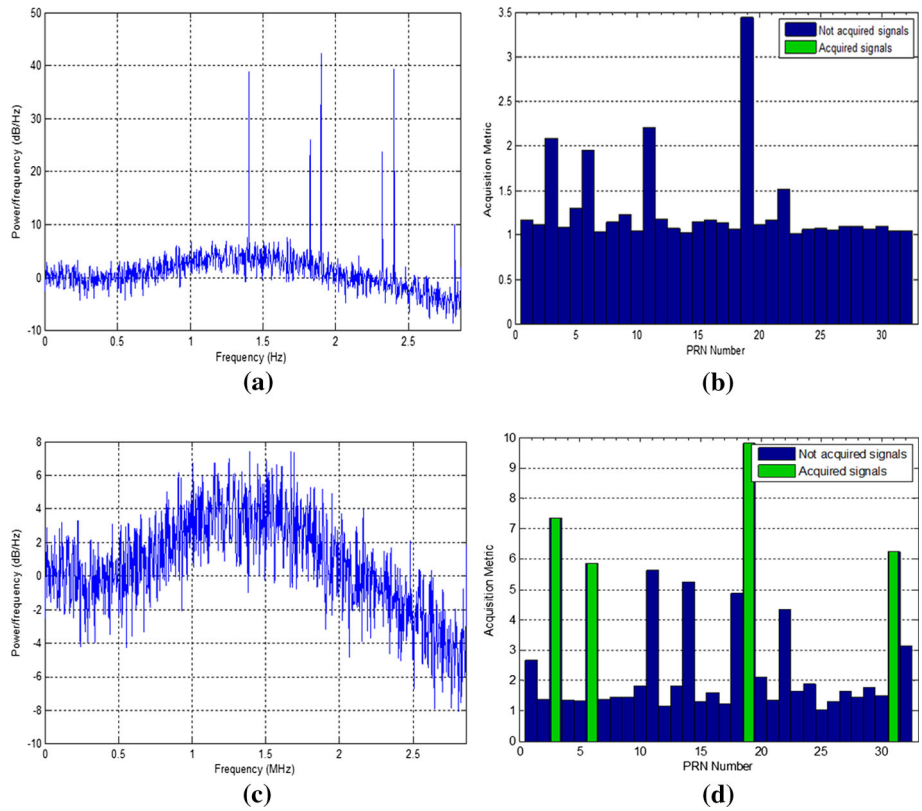 50
40
30
20
10
0
-10
Power/frequency (dB/Hz)
0 0.5 1 1.5 2 2.5
Frequency (Hz)
(a)
3.5
3
2.5
2
1.5
1
0.5
0
Acquisition Metric
Not acquired signals
Acquired signals
0 5 10 15 20 25 30
PRN Number
(b)
8
6
4
2
0
-2
-4
-6
-8
-10
Power/frequency (dB/Hz)
0 0.5 1 1.5 2 2.5
Frequency (MHz)
(c)
10
9
8
7
6
5
4
3
2
1
0
Acquisition Metric
Not acquired signals
Acquired signals
0 5 10 15 20 25 30
PRN Number
(d)